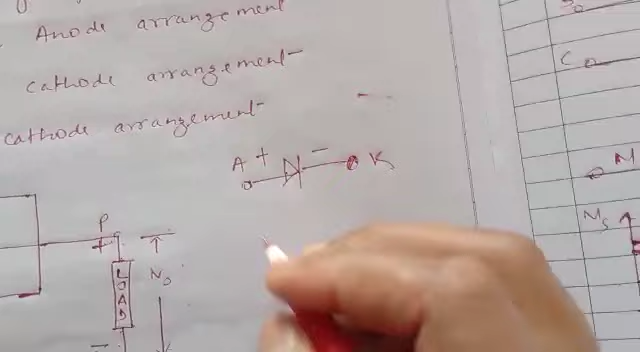 Anode arrangement
cathode arrangement
cathode arrangement
A + - K
P
+
LOAD
C
M